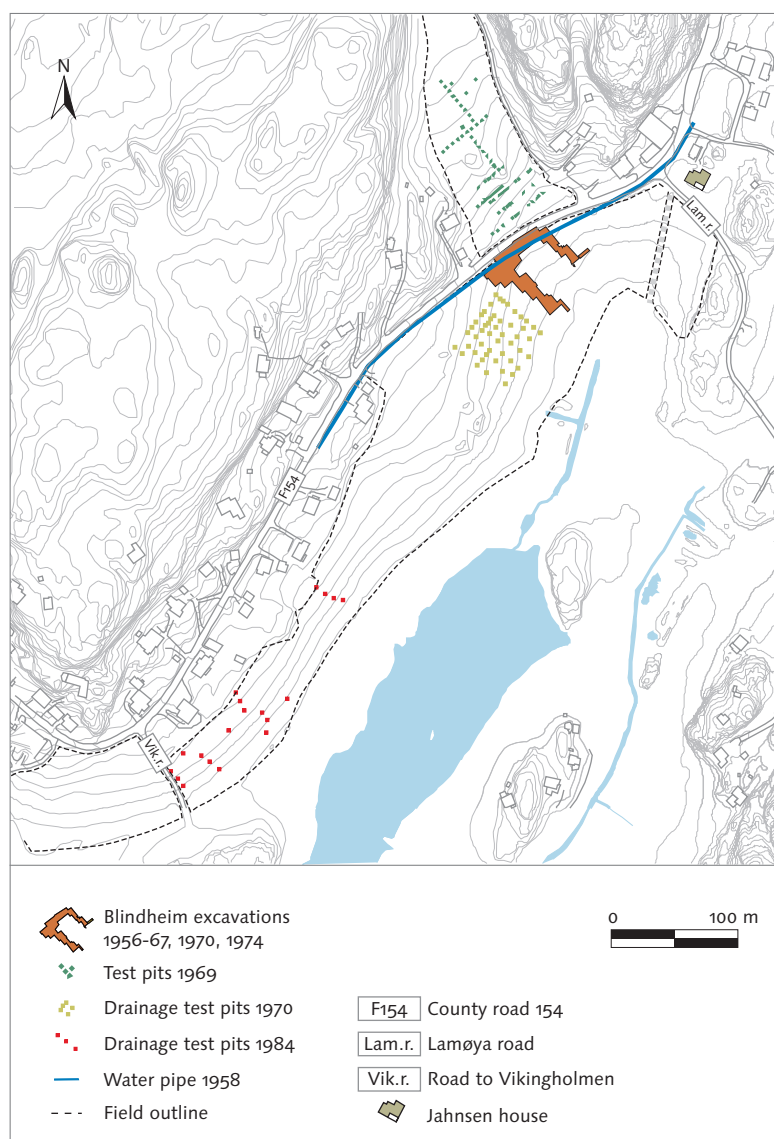 N
Lam.r.
F154
Vik.r.
Blindheim excavations
1956-67, 1970, 1974
Test pits 1969
Drainage test pits 1970
Drainage test pits 1984
Water pipe 1958
Field outline
0 100 m
F154 County road 154
Lam.r. Lamøya road
Vik.r. Road to Vikingholmen
Jahnsen house